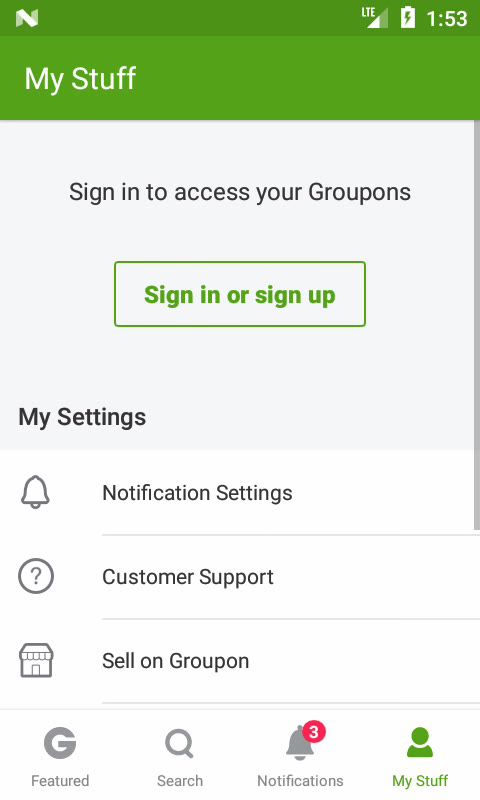 LTE 1:53
My Stuff
Sign in to access your Groupons
Sign in or sign up
My Settings
Notification Settings
? Customer Support
Sell on Groupon
3
Featured Search Notifications My Stuff